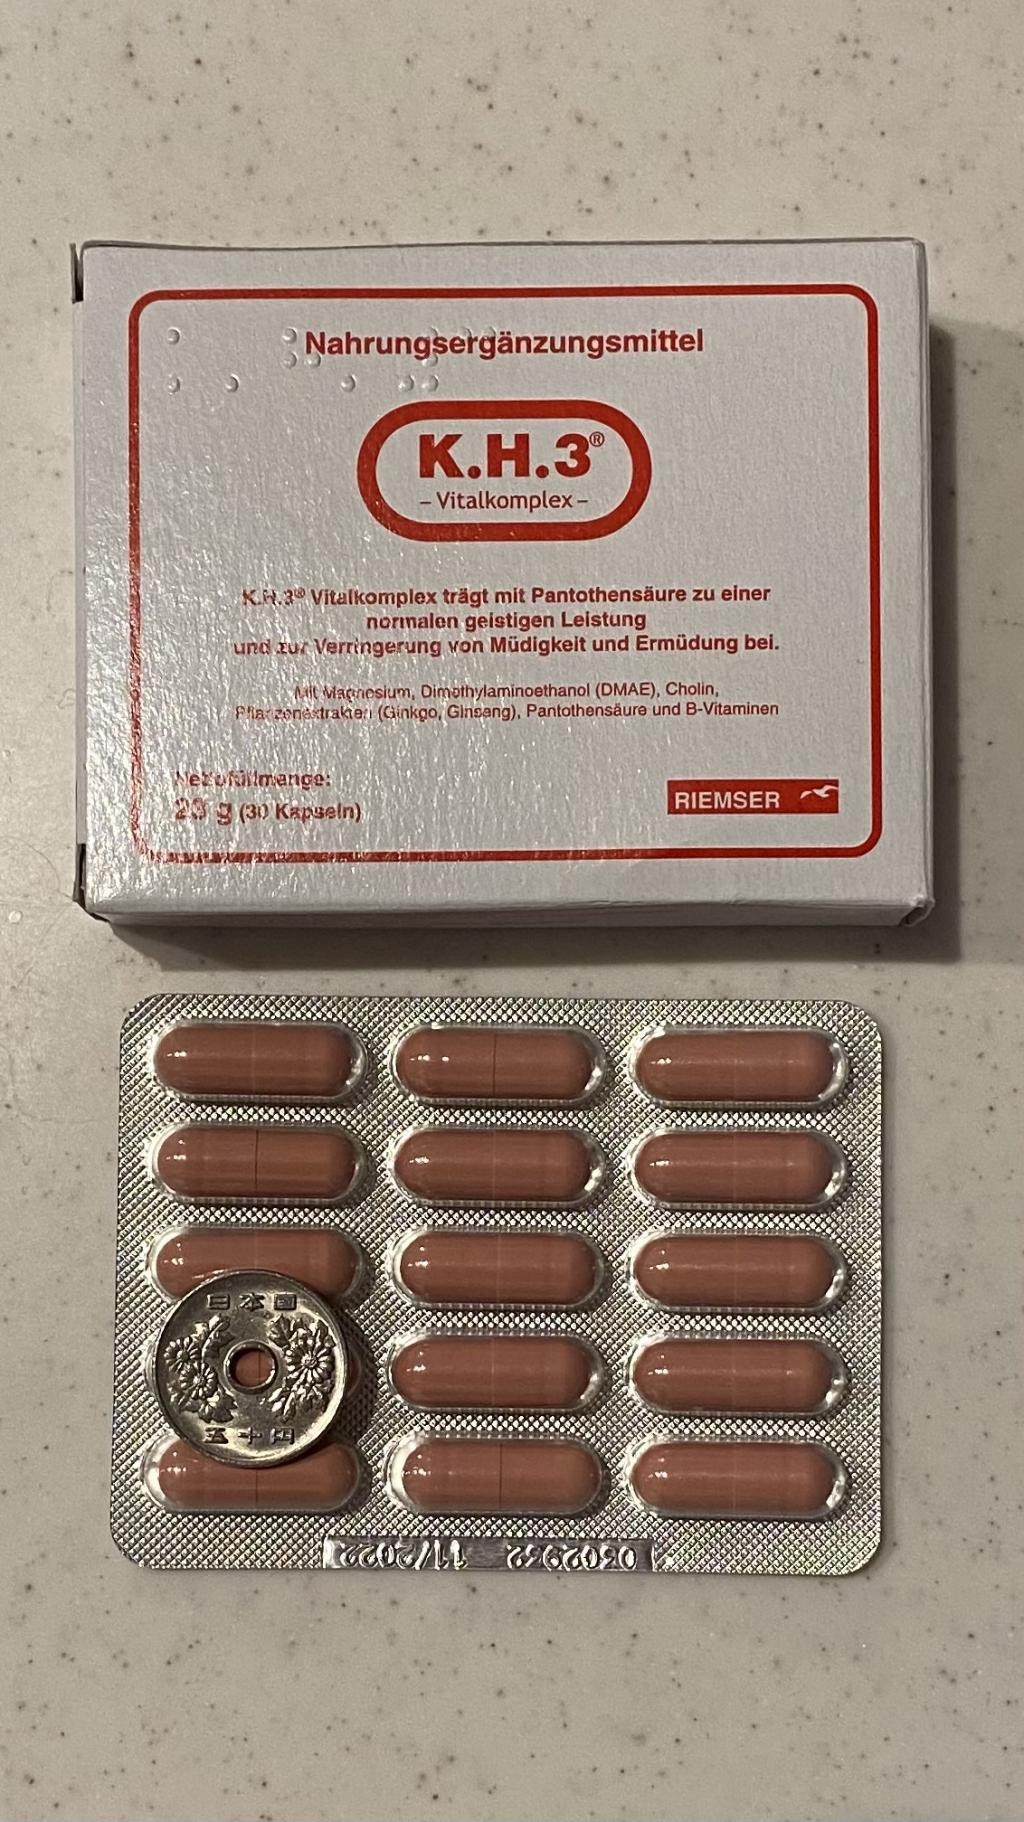 Nahrungsergänzungsmittel
K.H.3®
– Vitalkomplex –
K.H.3® Vitalkomplex trägt mit Pantothensäure zu einer
normalen geistigen Leistung
und zur Verringerung von Müdigkeit und Ermüdung bei.
Mit Magnesium, Dimethylaminoethanol (DMAE), Cholin,
Pflanzenextrakten (Ginkgo, Ginseng), Pantothensäure und B-Vitaminen
Nettofüllmenge:
g (30 Kapseln)
RIEMSER
日本国
五十円
11/2022